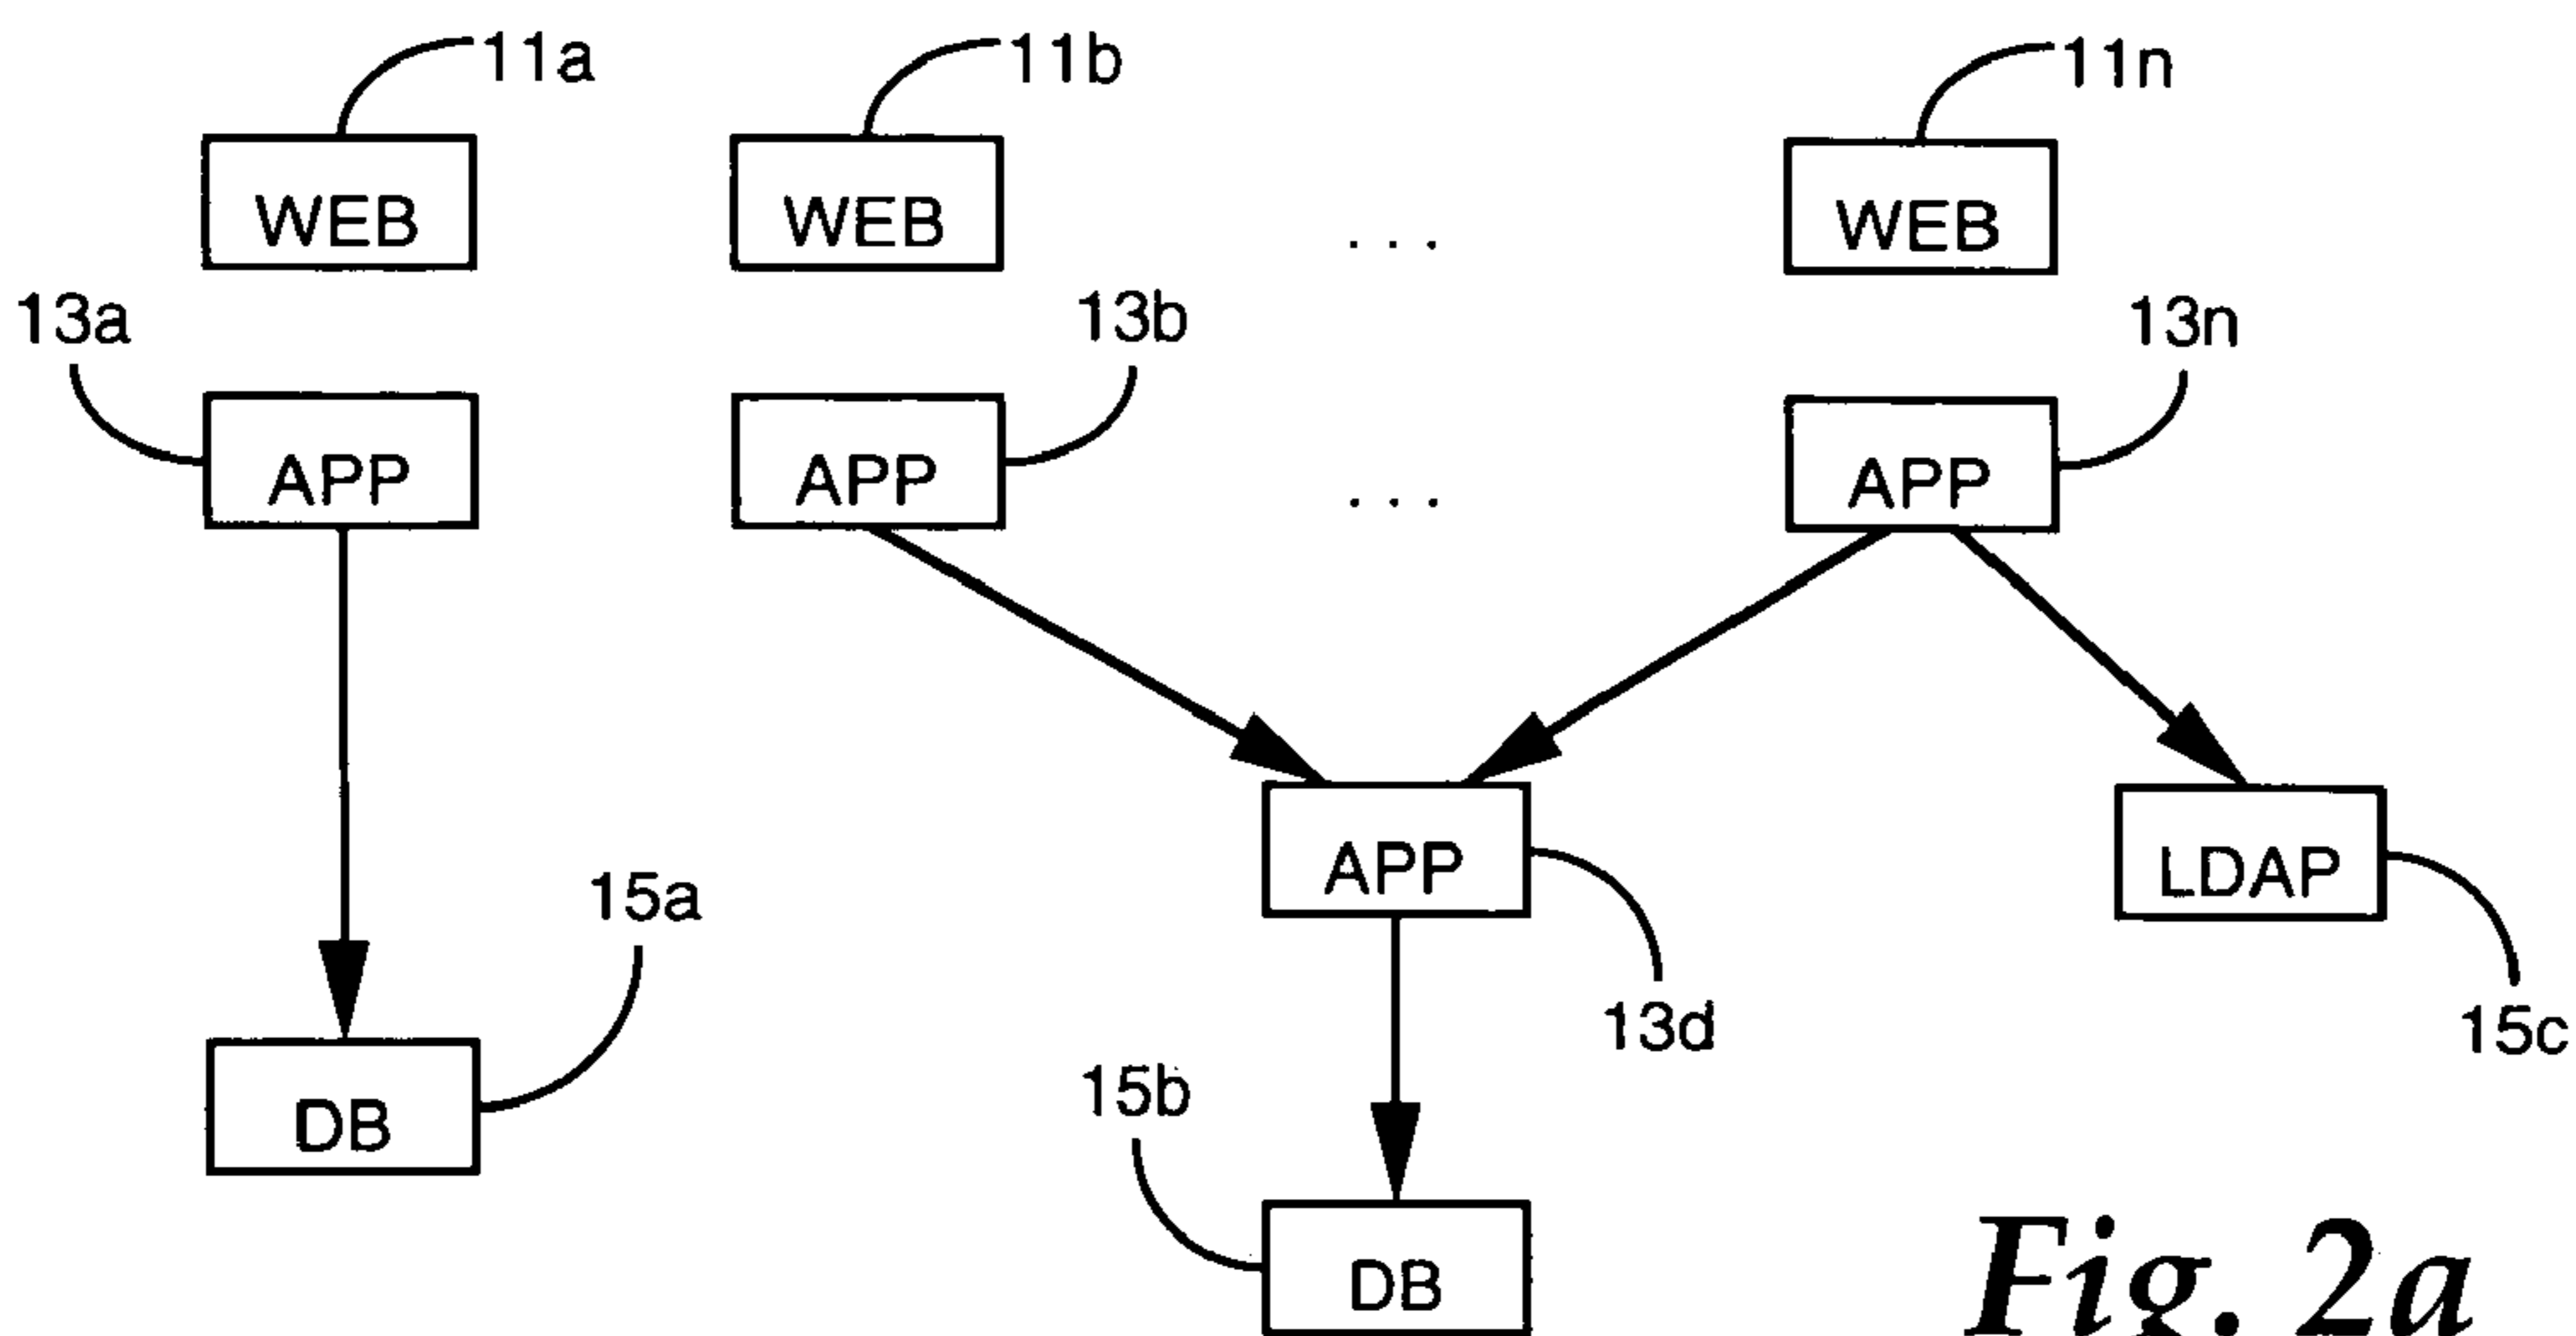 11a 11b 11n
WEB WEB . . . WEB
13a 13b 13n
APP APP . . . APP
APP LDAP
15a
13d 15c
15b
DB
DB
Fig. 2a